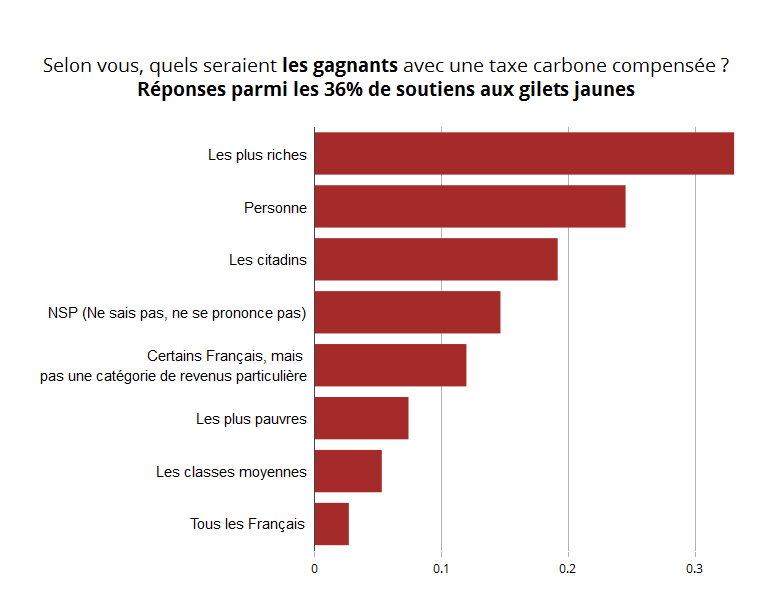 Selon vous, quels seraient les gagnants avec une taxe carbone compensée ?
Réponses parmi les 36% de soutiens aux gilets jaunes
Les plus riches
Personne
Les citadins
NSP (Ne sais pas, ne se prononce pas)
Certains Français, mais
pas une catégorie de revenus particulière
Les plus pauvres
Les classes moyennes
Tous les Français
0 0.1 0.2 0.3